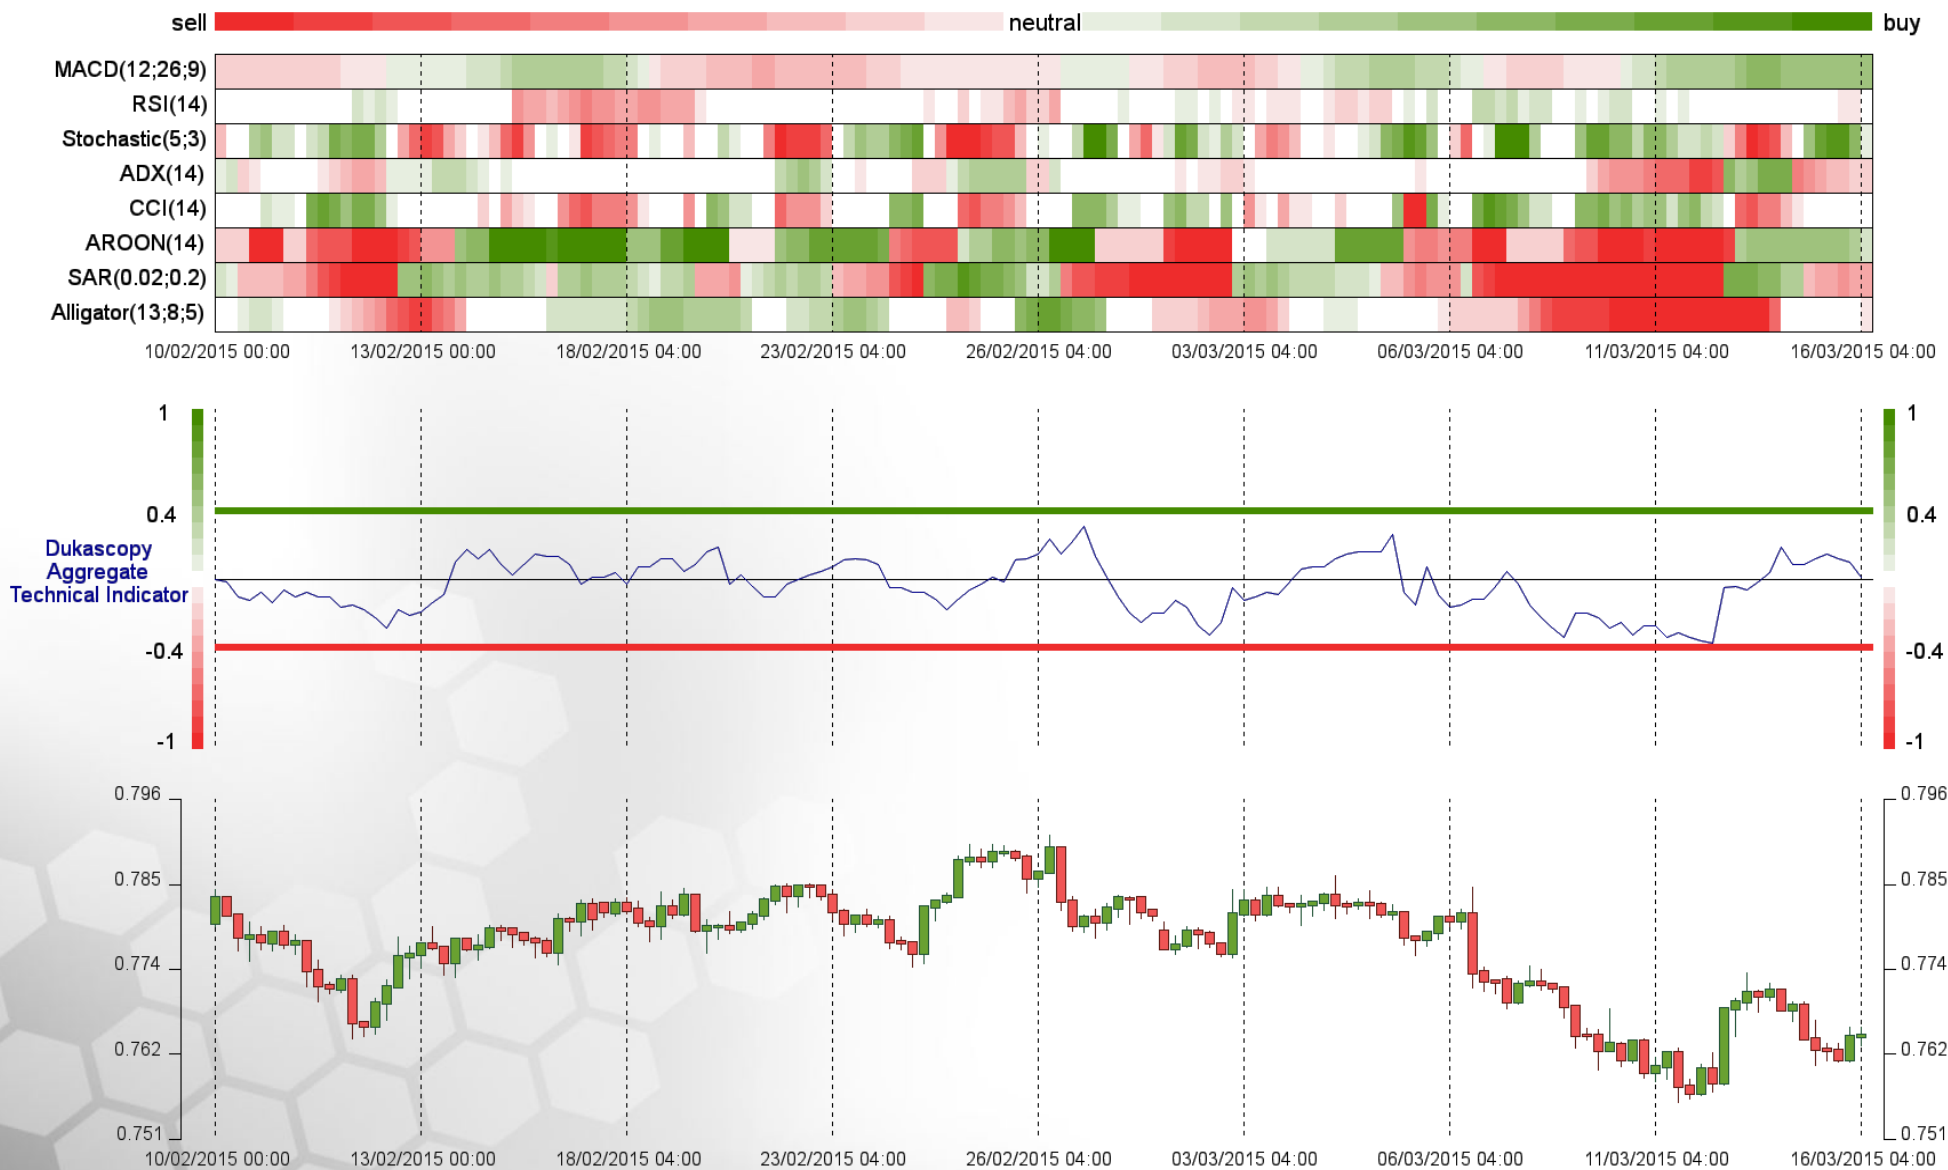 sell neutral buy
MACD(12;26;9)
RSI(14)
Stochastic(5;3)
ADX(14)
CCI(14)
AROON(14)
SAR(0.02;0.2)
Alligator(13;8;5)
10/02/2015 00:00 13/02/2015 00:00 18/02/2015 04:00 23/02/2015 04:00 26/02/2015 04:00 03/03/2015 04:00 06/03/2015 04:00 11/03/2015 04:00 16/03/2015 04:00
1 1
0.4 0.4
Dukascopy
Aggregate
Technical Indicator
-0.4 -0.4
-1 -1
0.796 0.796
0.785 0.785
0.774 0.774
0.762 0.762
0.751 0.751
10/02/2015 00:00 13/02/2015 00:00 18/02/2015 04:00 23/02/2015 04:00 26/02/2015 04:00 03/03/2015 04:00 06/03/2015 04:00 11/03/2015 04:00 16/03/2015 04:00